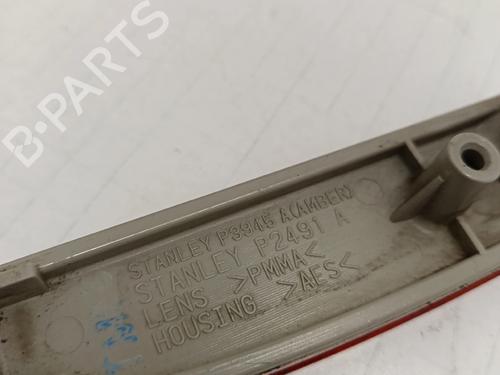 B-PARTS
STANLEY P3945 A(AMBER)
STANLEY P2491 A
LENS >PMMA<
HOUSING >AES<